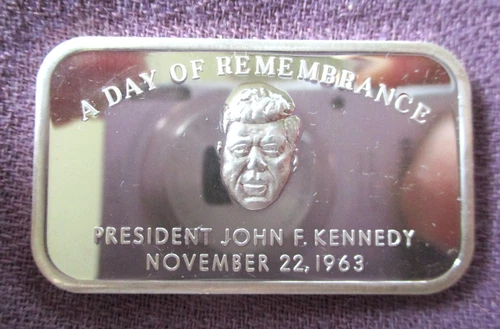 A DAY OF REMEMBRANCE
PRESIDENT JOHN F. KENNEDY
NOVEMBER 22, 1963